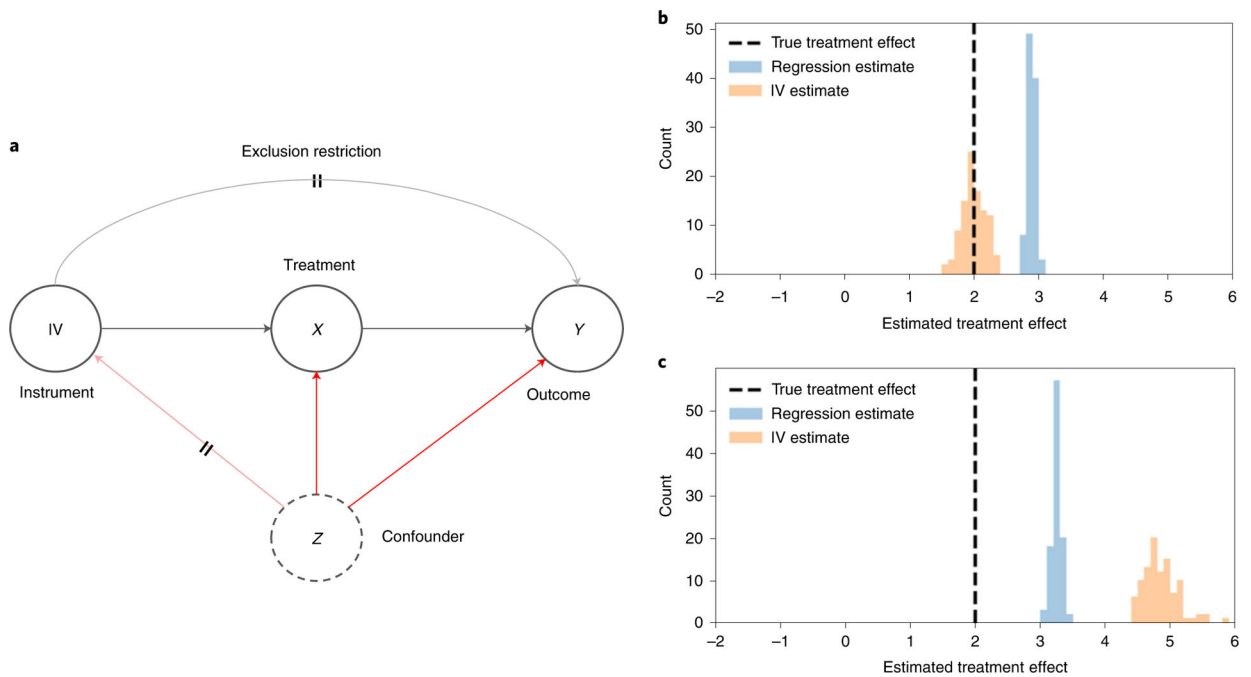 a
Exclusion restriction
Treatment
IV
X
Y
Instrument
Outcome
Z
Confounder
b
True treatment effect
Regression estimate
IV estimate
Count
50
40
30
20
10
0
–2 –1 0 1 2 3 4 5 6
Estimated treatment effect
c
True treatment effect
Regression estimate
IV estimate
Count
50
40
30
20
10
0
–2 –1 0 1 2 3 4 5 6
Estimated treatment effect